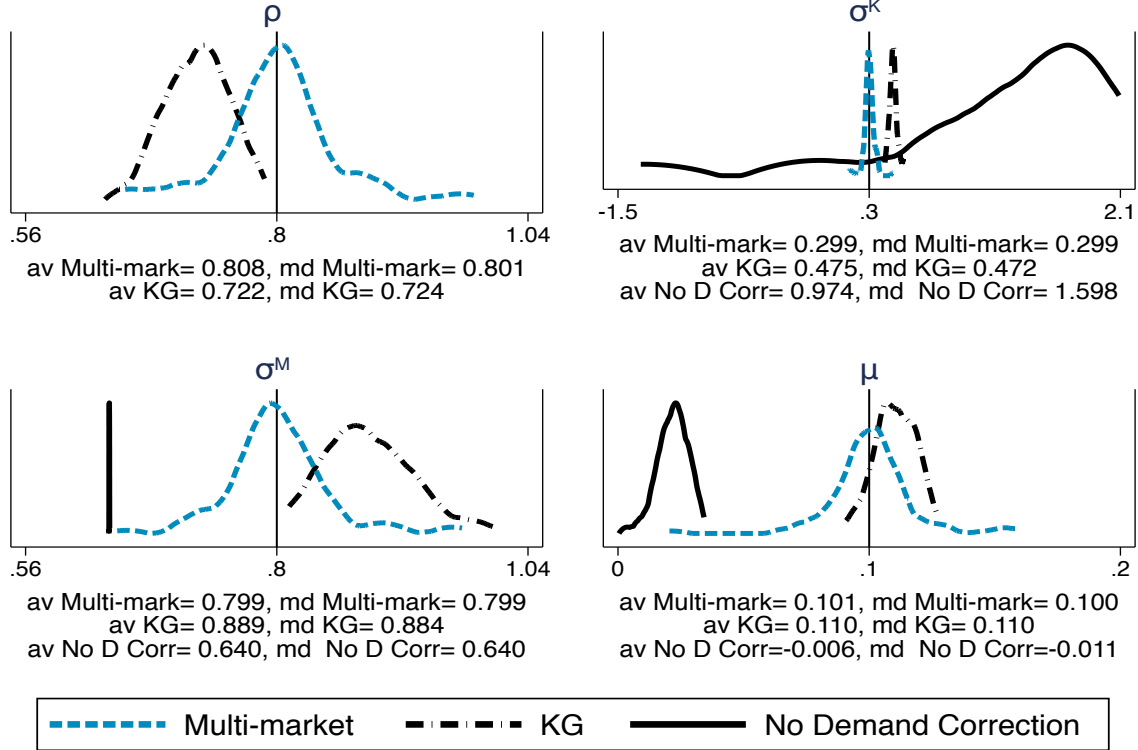 ρ
.56 .8 1.04
av Multi-mark= 0.808, md Multi-mark= 0.801
av KG= 0.722, md KG= 0.724
σᴷ
-1.5 .3 2.1
av Multi-mark= 0.299, md Multi-mark= 0.299
av KG= 0.475, md KG= 0.472
av No D Corr= 0.974, md  No D Corr= 1.598
σᴹ
.56 .8 1.04
av Multi-mark= 0.799, md Multi-mark= 0.799
av KG= 0.889, md KG= 0.884
av No D Corr= 0.640, md  No D Corr= 0.640
μ
0 .1 .2
av Multi-mark= 0.101, md Multi-mark= 0.100
av KG= 0.110, md KG= 0.110
av No D Corr=-0.006, md  No D Corr=-0.011
Multi-market KG No Demand Correction